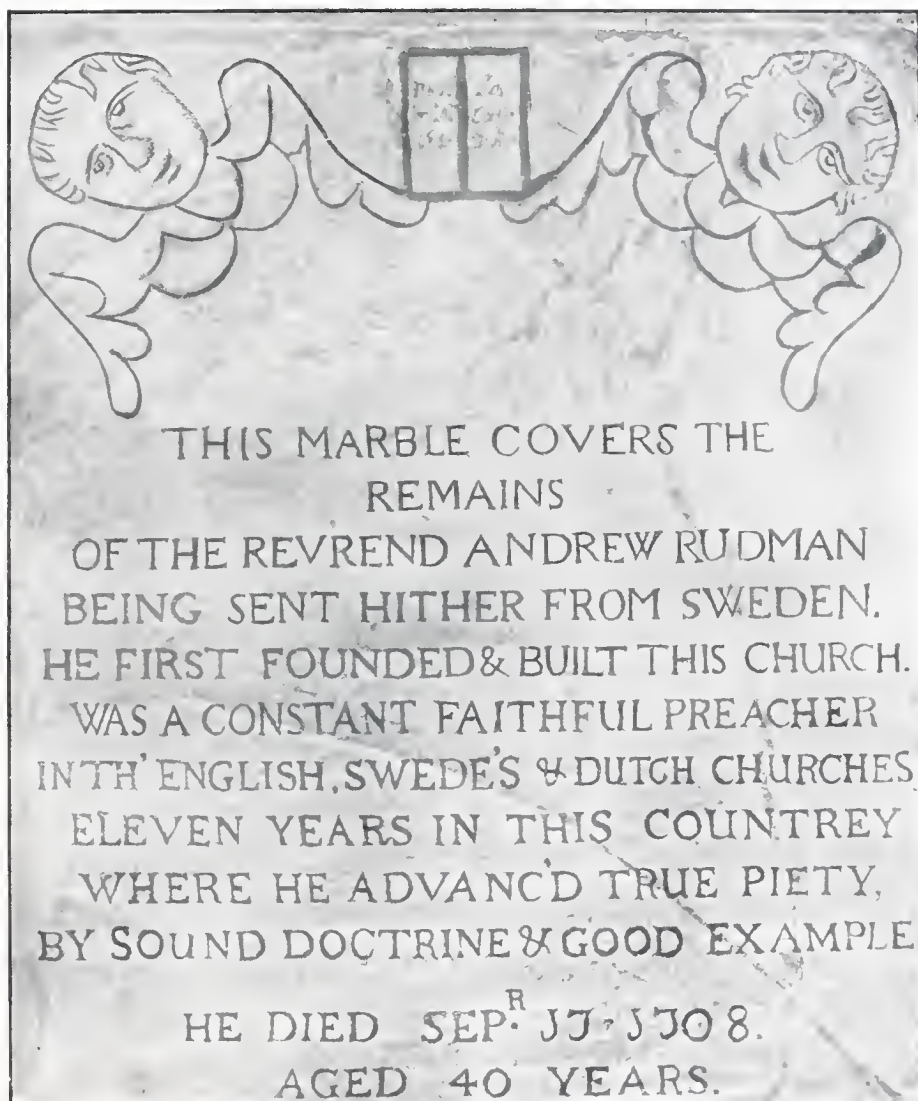 THIS MARBLE COVERS THE
REMAINS
OF THE REVREND ANDREW RUDMAN
BEING SENT HITHER FROM SWEDEN.
HE FIRST FOUNDED & BUILT THIS CHURCH.
WAS A CONSTANT FAITHFUL PREACHER
IN TH' ENGLISH, SWEDE'S & DUTCH CHURCHES
ELEVEN YEARS IN THIS COUNTREY
WHERE HE ADVANC'D TRUE PIETY,
BY SOUND DOCTRINE & GOOD EXAMPLE
HE DIED SEP.R J7. J708.
AGED 40 YEARS.